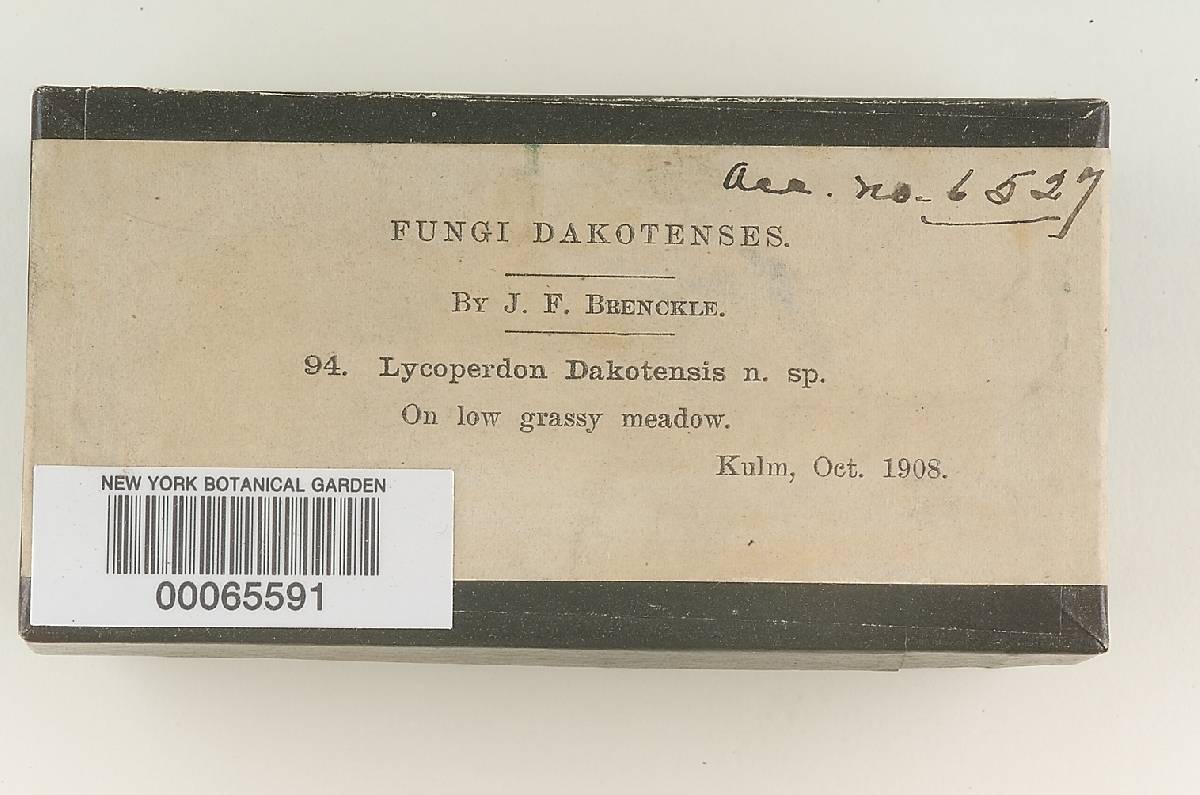 Acc. no. 6527
FUNGI DAKOTENSES.
BY J. F. BRENCKLE.
94. Lycoperdon Dakotensis n. sp.
On low grassy meadow.
Kulm, Oct. 1908.
NEW YORK BOTANICAL GARDEN
00065591